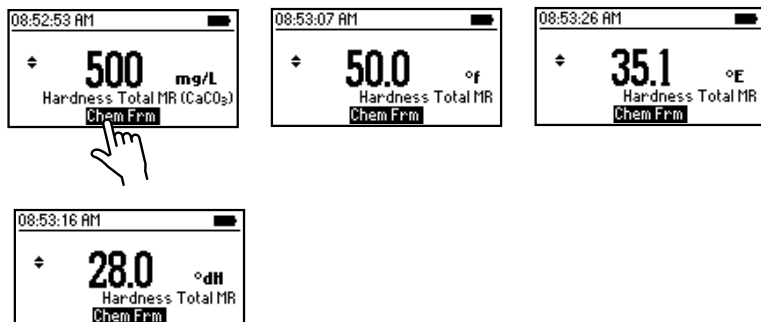 08:52:53 AM
500 mg/L
Hardness Total MR (CaCO₃)
Chem Frm
08:53:07 AM
50.0 °f
Hardness Total MR
Chem Frm
08:53:26 AM
35.1 °E
Hardness Total MR
Chem Frm
08:53:16 AM
28.0 °dH
Hardness Total MR
Chem Frm